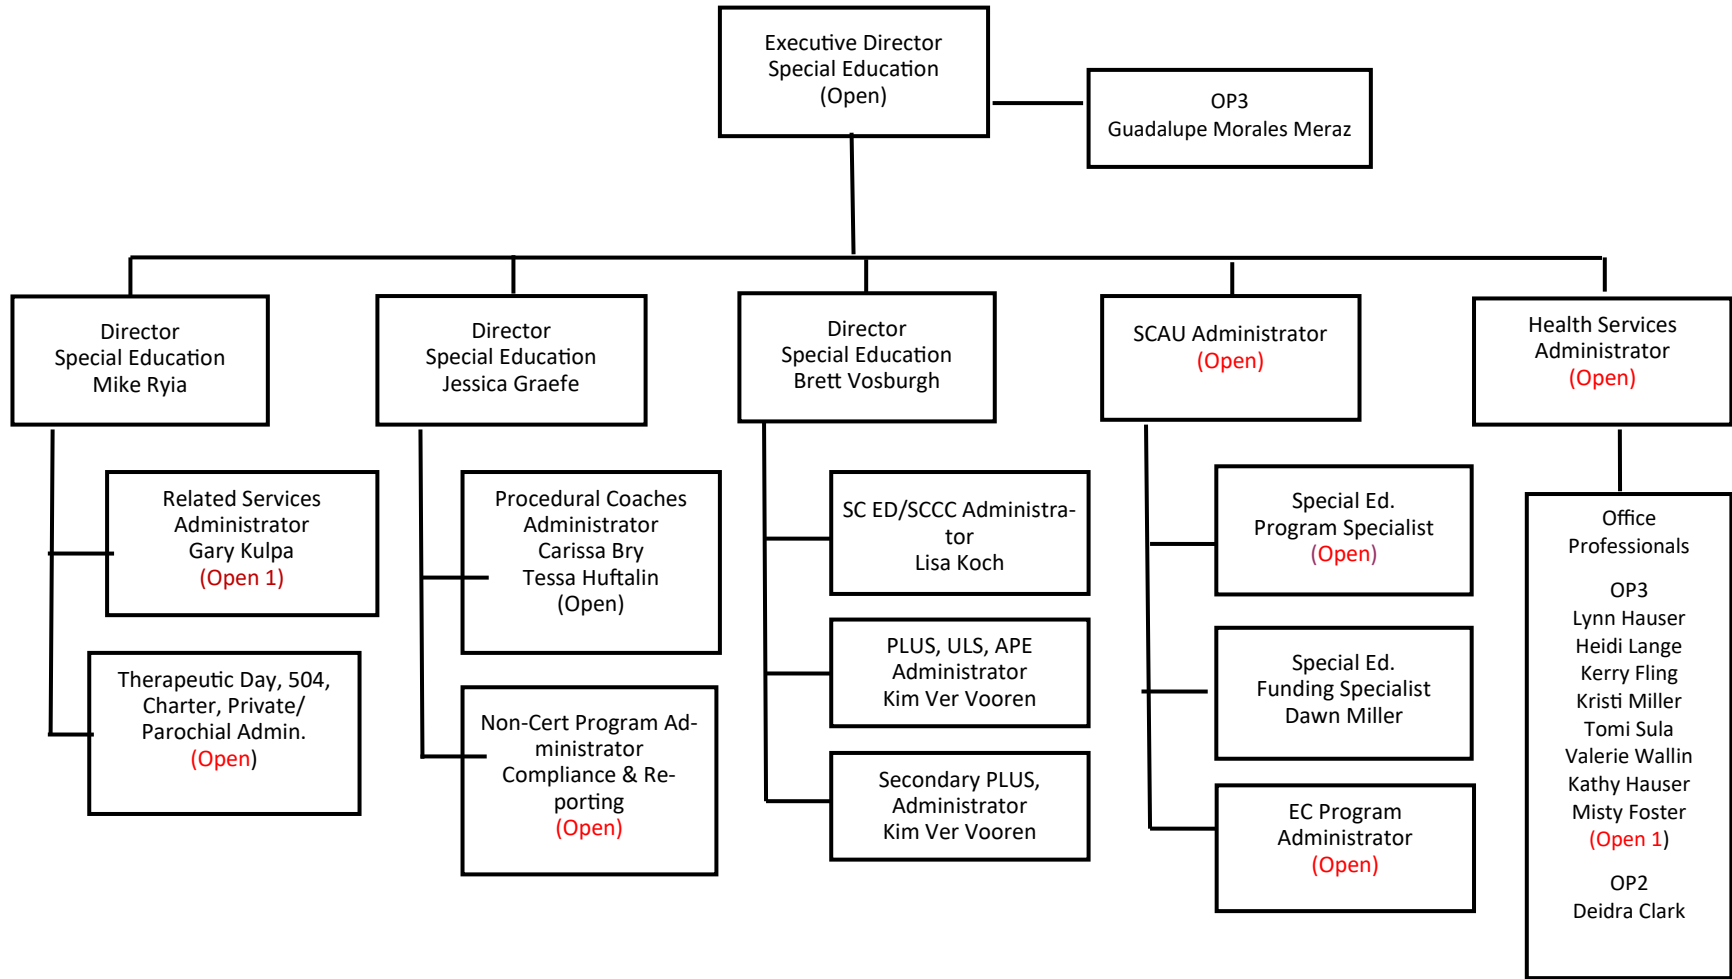 Executive Director
Special Education
(Open)
OP3
Guadalupe Morales Meraz
Director
Special Education
Mike Ryia
Director
Special Education
Jessica Graefe
Director
Special Education
Brett Vosburgh
SCAU Administrator
(Open)
Health Services
Administrator
(Open)
Related Services
Administrator
Gary Kulpa
(Open 1)
Therapeutic Day, 504,
Charter, Private/
Parochial Admin.
(Open)
Procedural Coaches
Administrator
Carissa Bry
Tessa Huftalin
(Open)
Non-Cert Program Ad-
ministrator
Compliance & Re-
porting
(Open)
SC ED/SCCC Administra-
tor
Lisa Koch
PLUS, ULS, APE
Administrator
Kim Ver Vooren
Secondary PLUS,
Administrator
Kim Ver Vooren
Special Ed.
Program Specialist
(Open)
Special Ed.
Funding Specialist
Dawn Miller
EC Program
Administrator
(Open)
Office
Professionals
OP3
Lynn Hauser
Heidi Lange
Kerry Fling
Kristi Miller
Tomi Sula
Valerie Wallin
Kathy Hauser
Misty Foster
(Open 1)
OP2
Deidra Clark